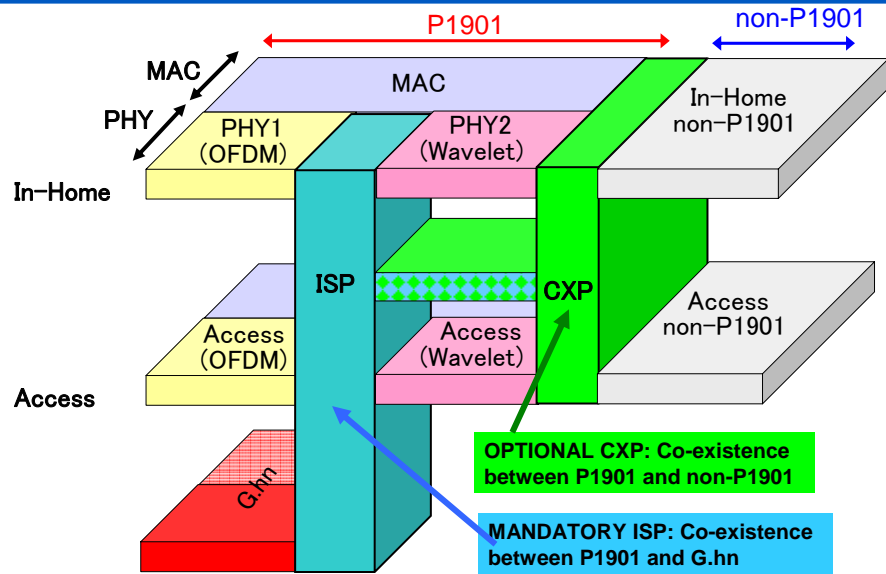 P1901
non-P1901
MAC
PHY
MAC
In-Home
non-P1901
PHY1
(OFDM)
PHY2
(Wavelet)
In-Home
ISP
CXP
Access
non-P1901
Access
(OFDM)
Access
(Wavelet)
Access
G.hn
OPTIONAL CXP: Co-existence
between P1901 and non-P1901
MANDATORY ISP: Co-existence
between P1901 and G.hn